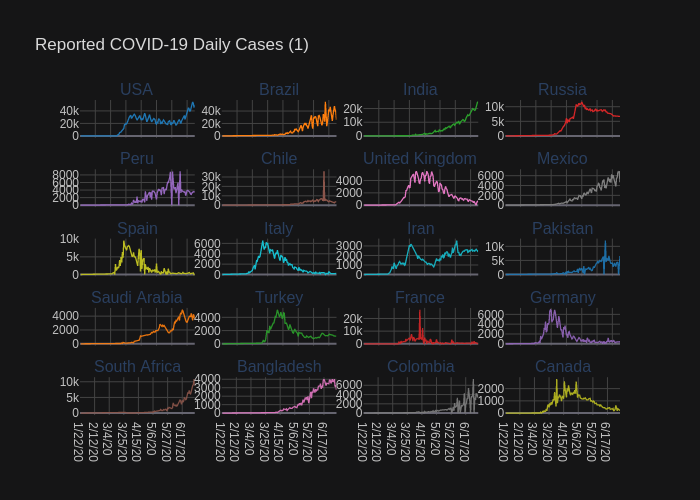 Reported COVID-19 Daily Cases (1)
USA Brazil India Russia
40k 20k 0 40k 20k 0 20k 10k 0 10k 5k 0
Peru Chile United Kingdom Mexico
8000 6000 4000 2000 0 30k 20k 10k 0 4000 2000 0 6000 4000 2000 0
Spain Italy Iran Pakistan
10k 5k 0 6000 4000 2000 0 3000 2000 1000 0 10k 5k 0
Saudi Arabia Turkey France Germany
4000 2000 0 4000 2000 0 20k 10k 0 6000 4000 2000 0
South Africa Bangladesh Colombia Canada
10k 5k 0 4000 3000 2000 1000 0 6000 4000 2000 0 2000 1000 0
1/22/20 2/12/20 3/4/20 3/25/20 4/15/20 5/6/20 5/27/20 6/17/20 1/22/20 2/12/20 3/4/20 3/25/20 4/15/20 5/6/20 5/27/20 6/17/20 1/22/20 2/12/20 3/4/20 3/25/20 4/15/20 5/6/20 5/27/20 6/17/20 1/22/20 2/12/20 3/4/20 3/25/20 4/15/20 5/6/20 5/27/20 6/17/20